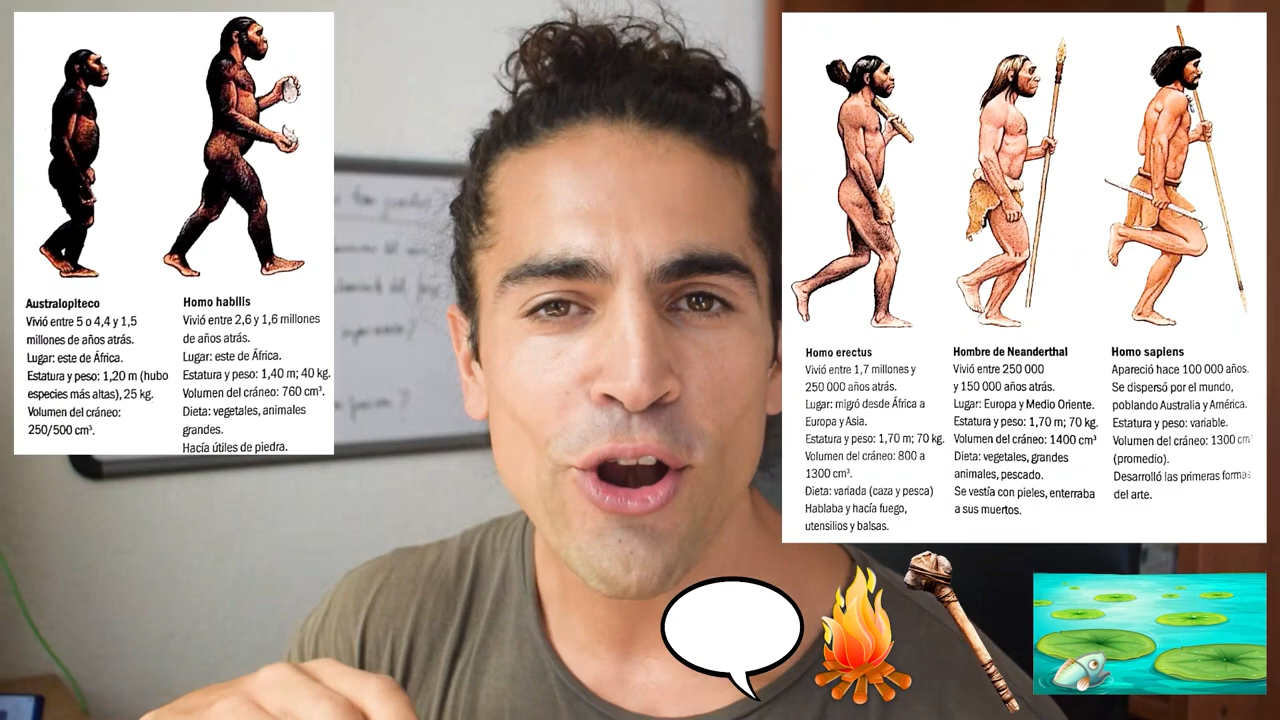 Australopiteco
Vivió entre 5 o 4,4 y 1,5
millones de años atrás.
Lugar: este de África.
Estatura y peso: 1,20 m (hubo
especies más altas), 25 kg.
Volumen del cráneo:
250/500 cm³.
Homo habilis
Vivió entre 2,6 y 1,6 millones
de años atrás.
Lugar: este de África.
Estatura y peso: 1,40 m; 40 kg.
Volumen del cráneo: 760 cm³.
Dieta: vegetales, animales
grandes.
Hacía útiles de piedra.
Homo erectus
Vivió entre 1,7 millones y
250 000 años atrás.
Lugar: migró desde África a
Europa y Asia.
Estatura y peso: 1,70 m; 70 kg.
Volumen del cráneo: 800 a
1300 cm³.
Dieta: variada (caza y pesca)
Hablaba y hacía fuego,
utensilios y balsas.
Hombre de Neanderthal
Vivió entre 250 000
y 150 000 años atrás.
Lugar: Europa y Medio Oriente.
Estatura y peso: 1,70 m; 70 kg.
Volumen del cráneo: 1400 cm³
Dieta: vegetales, grandes
animales, pescado.
Se vestía con pieles, enterraba
a sus muertos.
Homo sapiens
Apareció hace 100 000 años.
Se dispersó por el mundo,
poblando Australia y América.
Estatura y peso: variable.
Volumen del cráneo: 1300 cm³
(promedio).
Desarrolló las primeras formas
del arte.